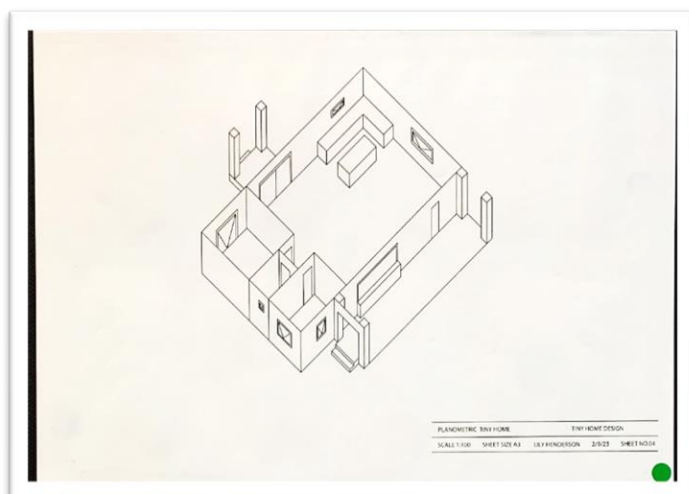 PLANOMETRIC TINY HOME TINY HOME DESIGN
SCALE 1:100 SHEET SIZE A3 LILY HENDERSON 2/8/23 SHEET NO 04